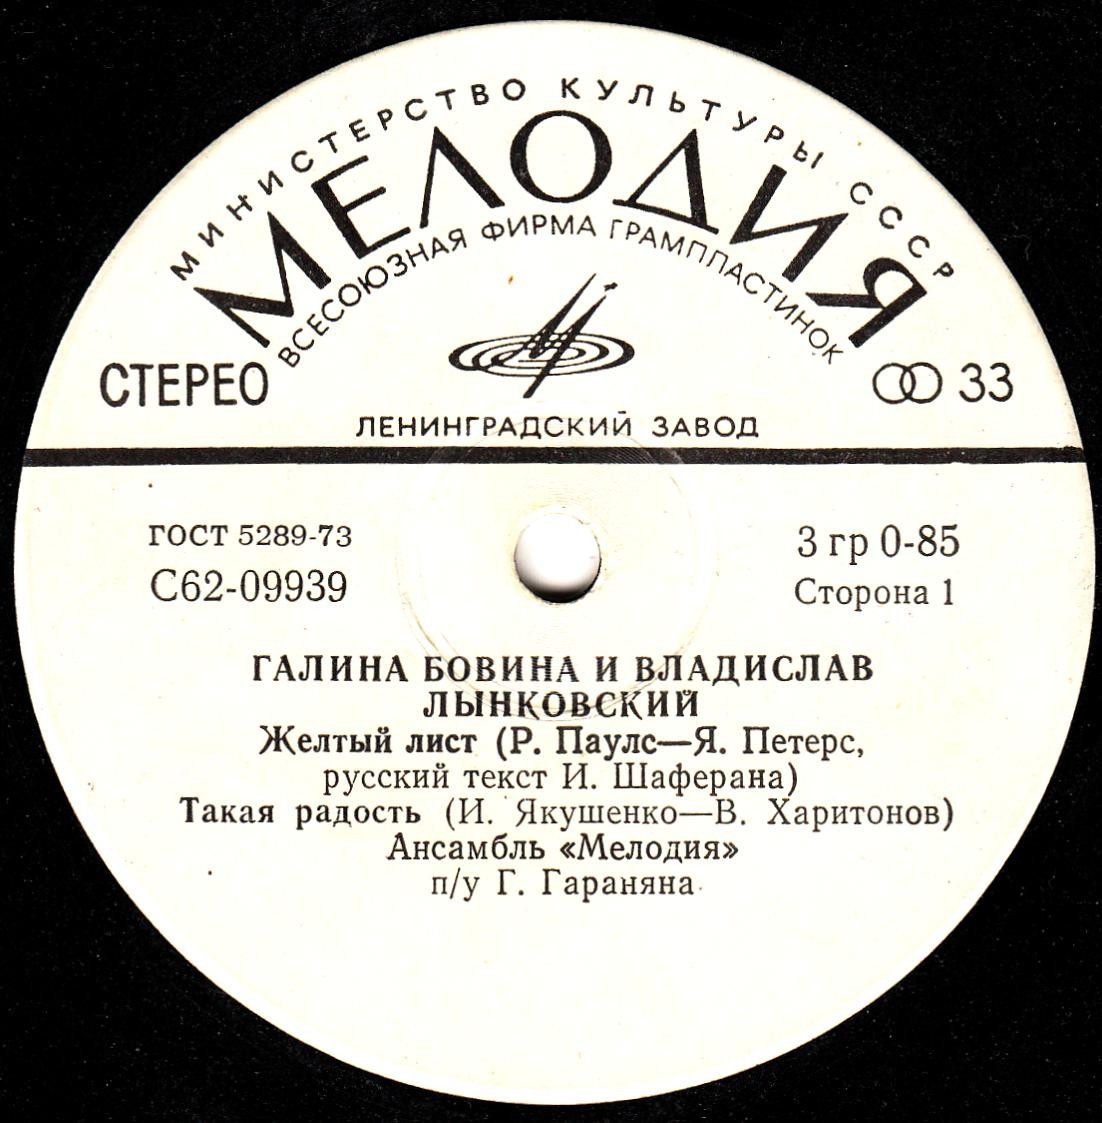 МИНИСТЕРСТВО КУЛЬТУРЫ СССР
МЕЛОДИЯ
ВСЕСОЮЗНАЯ ФИРМА ГРАМПЛАСТИНОК
СТЕРЕО
33
ЛЕНИНГРАДСКИЙ ЗАВОД
ГОСТ 5289-73
3 гр 0-85
С62-09939
Сторона 1
ГАЛИНА БОВИНА И ВЛАДИСЛАВ
ЛЫНКОВСКИЙ
Желтый лист (Р. Паулс—Я. Петерс,
русский текст И. Шаферана)
Такая радость (И. Якушенко—В. Харитонов)
Ансамбль «Мелодия»
п/у Г. Гараняна